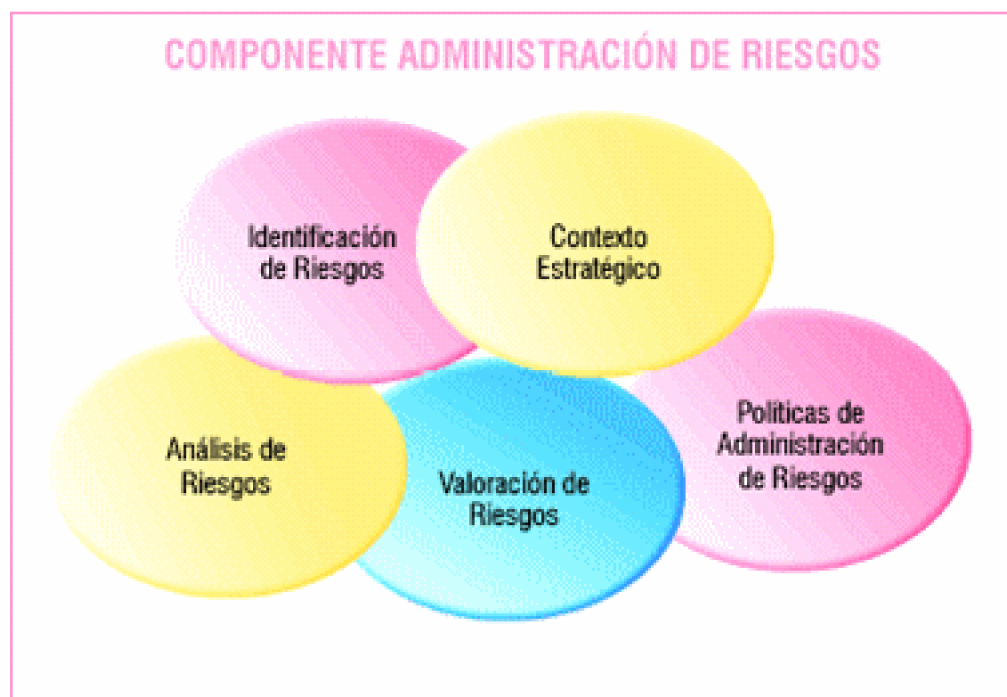 COMPONENTE ADMINISTRACIÓN DE RIESGOS
Identificación
de Riesgos
Contexto
Estratégico
Análisis de
Riesgos
Valoración de
Riesgos
Políticas de
Administración
de Riesgos